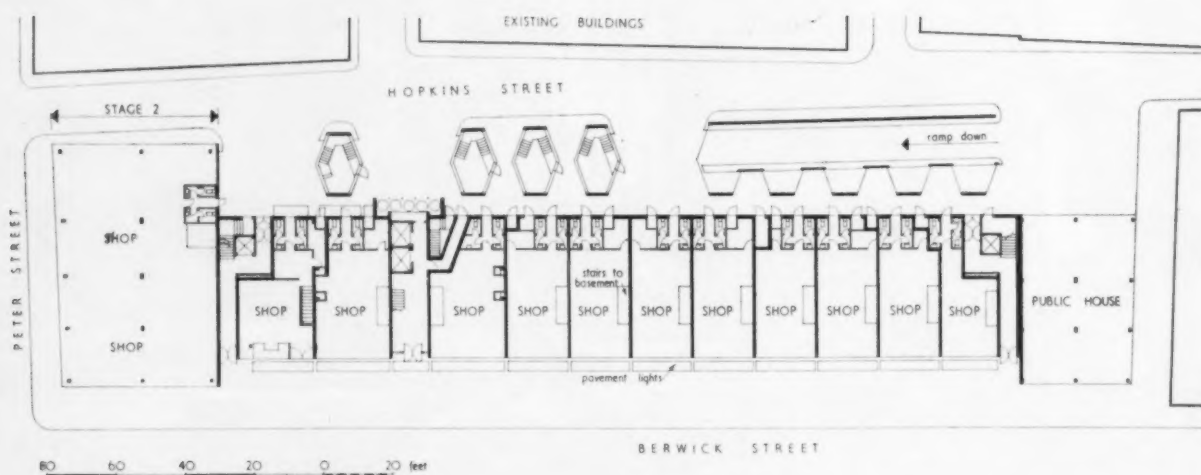 EXISTING BUILDINGS
HOPKINS STREET
STAGE 2
ramp down
PETER STREET
SHOP
stairs to
basement
SHOP
SHOP
SHOP
SHOP
SHOP
SHOP
SHOP
SHOP
SHOP
SHOP
SHOP
PUBLIC HOUSE
SHOP
pavement lights
BERWICK STREET
80 60 40 20 0 20 feet